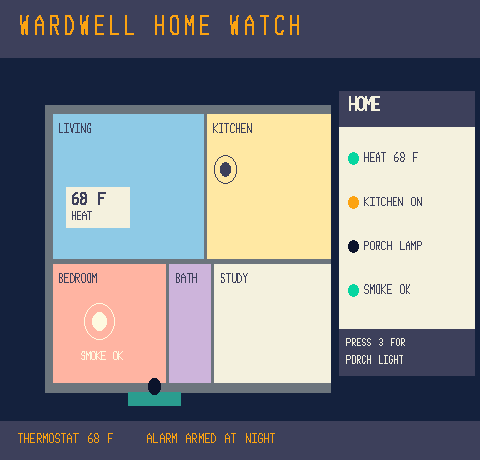 WARDWELL HOME WATCH
LIVING
KITCHEN
68 F
HEAT
BEDROOM
BATH
STUDY
SMOKE OK
HOME
HEAT 68 F
KITCHEN ON
PORCH LAMP
SMOKE OK
PRESS 3 FOR
PORCH LIGHT
THERMOSTAT 68 F
ALARM ARMED AT NIGHT